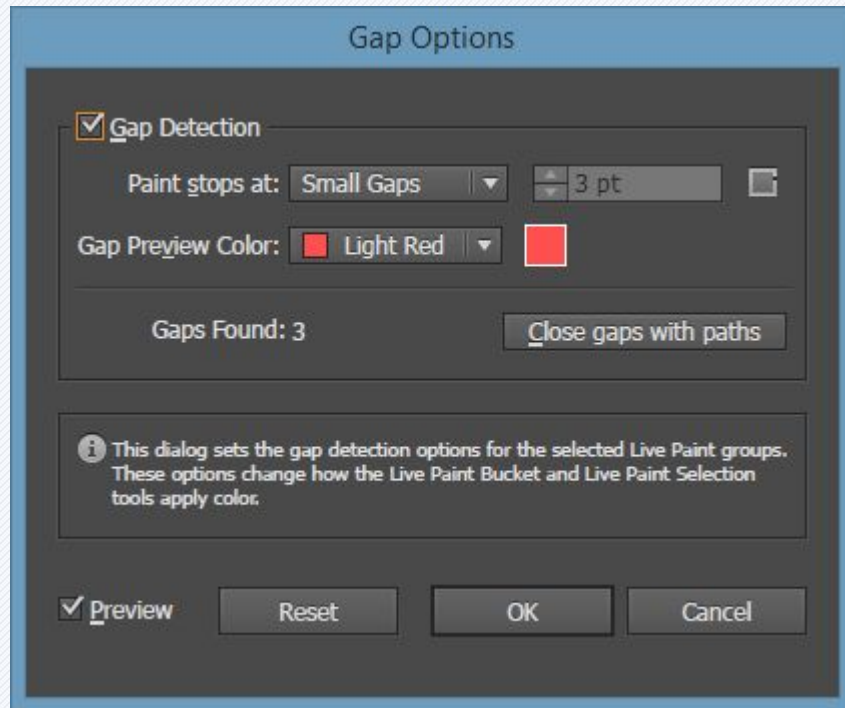 Gap Options
Gap Detection
Paint stops at: Small Gaps 3 pt
Gap Preview Color: Light Red
Gaps Found: 3 Close gaps with paths
This dialog sets the gap detection options for the selected Live Paint groups.
These options change how the Live Paint Bucket and Live Paint Selection
tools apply color.
Preview Reset OK Cancel